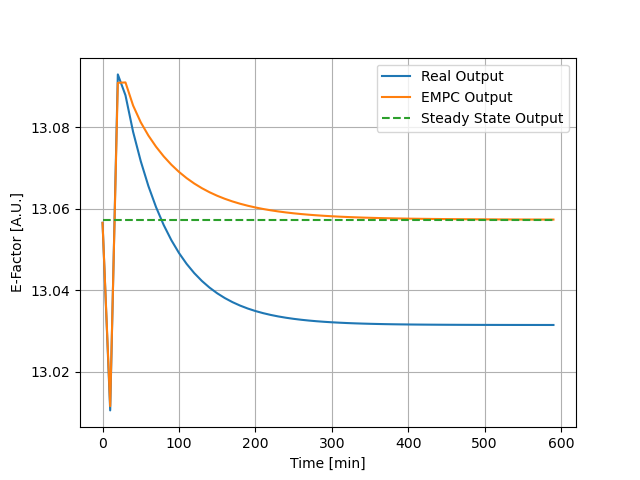 Real Output
EMPC Output
Steady State Output
E-Factor [A.U.]
13.08
13.06
13.04
13.02
0 100 200 300 400 500 600
Time [min]